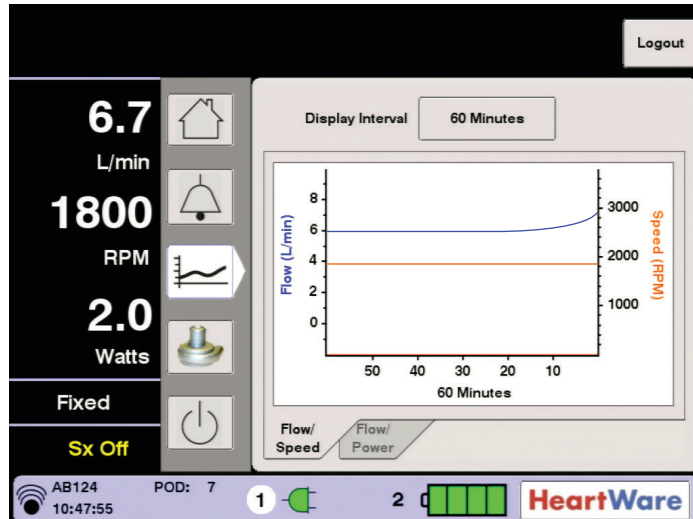 Logout
6.7
L/min
1800
RPM
2.0
Watts
Fixed
Sx Off
Display Interval 60 Minutes
Flow (L/min)
8
6
4
2
0
3000
2000
1000
Speed (RPM)
50 40 30 20 10
60 Minutes
Flow/
Speed
Flow/
Power
AB124 POD: 7
10:47:55
1 2
HeartWare